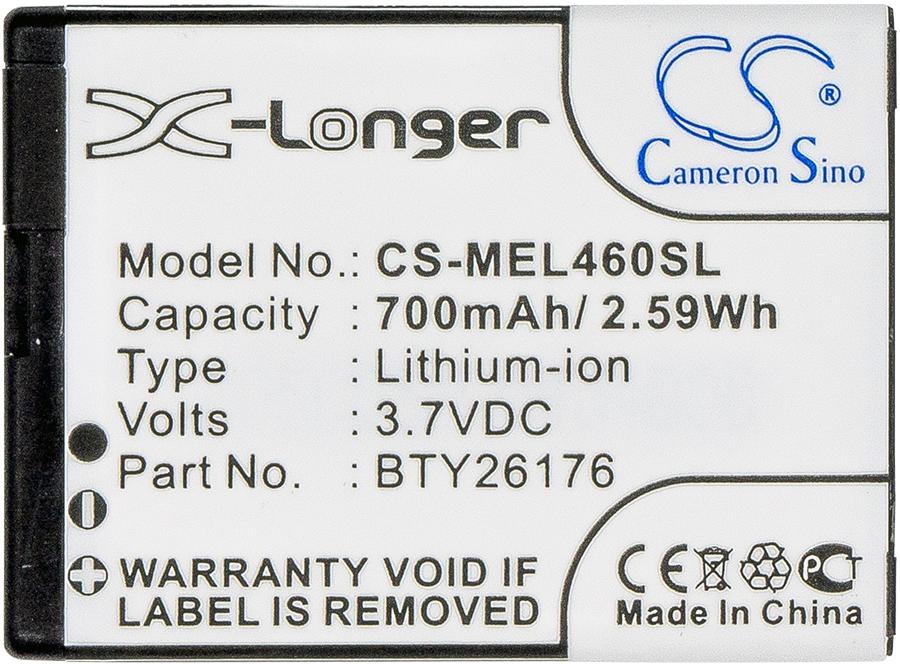 X-Longer
CS ®
Cameron Sino
Model No.: CS-MEL460SL
Capacity : 700mAh/ 2.59Wh
Type : Lithium-ion
Volts : 3.7VDC
Part No. : BTY26176
WARRANTY VOID IF
LABEL IS REMOVED
CE PCT
Made In China